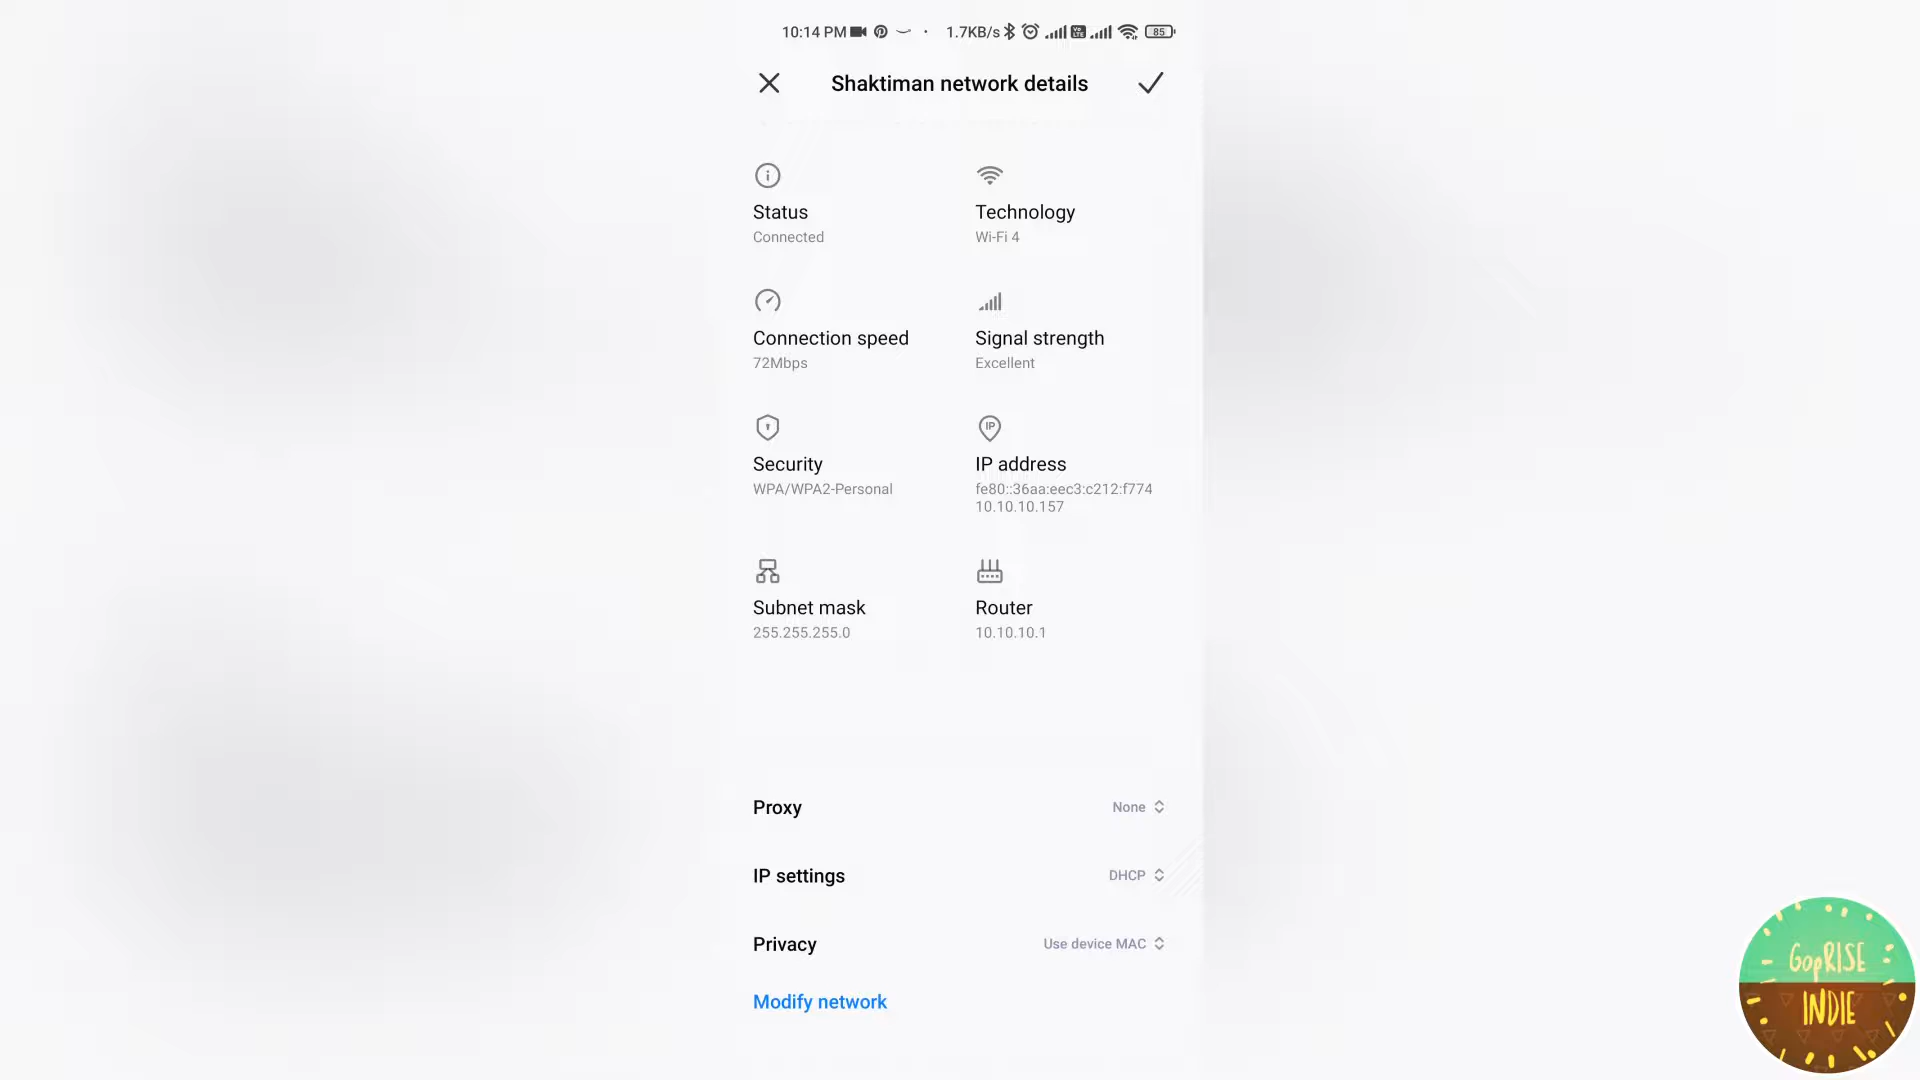 10:14 PM 1.7KB/s 85
Shaktiman network details
Status
Connected
Technology
Wi-Fi 4
Connection speed
72Mbps
Signal strength
Excellent
Security
WPA/WPA2-Personal
IP
IP address
fe80::36aa:eec3:c212:f774
10.10.10.157
Subnet mask
255.255.255.0
Router
10.10.10.1
Proxy
None
IP settings
DHCP
Privacy
Use device MAC
Modify network
GopRISE
INDIE